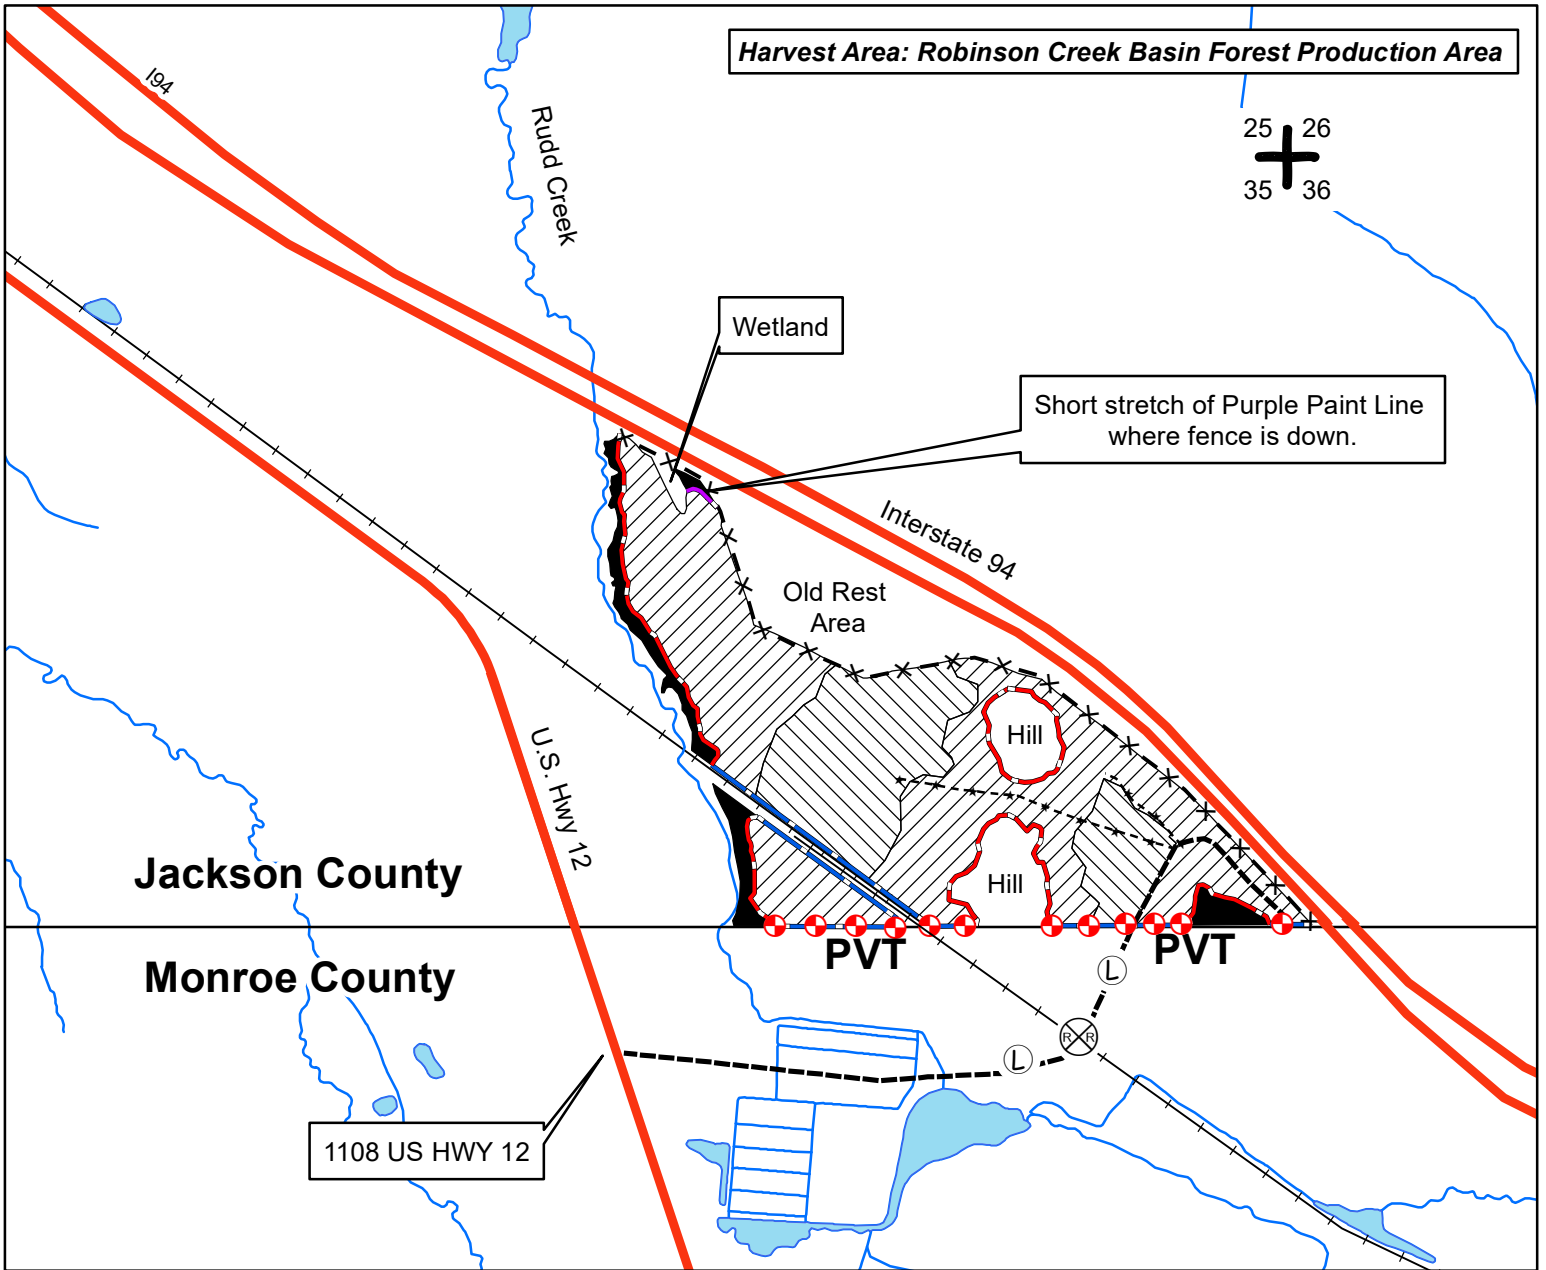 Harvest Area: Robinson Creek Basin Forest Production Area
I94
25 26
35 36
Rudd Creek
Wetland
Short stretch of Purple Paint Line
where fence is down.
Interstate 94
Old Rest
Area
Hill
U.S. Hwy 12
Hill
Jackson County
PVT
PVT
Monroe County
L
R R
L
1108 US HWY 12